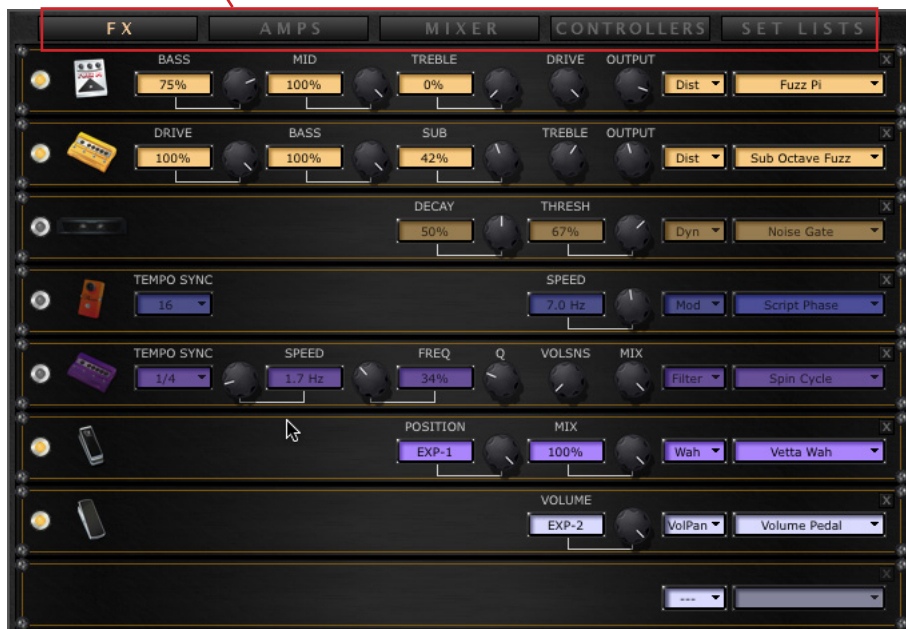 FX AMPS MIXER CONTROLLERS SET LISTS
BASS MID TREBLE DRIVE OUTPUT X
75% 100% 0% Dist Fuzz Pi
DRIVE BASS SUB TREBLE OUTPUT X
100% 100% 42% Dist Sub Octave Fuzz
DECAY THRESH X
50% 67% Dyn Noise Gate
TEMPO SYNC SPEED X
16 7.0 Hz Mod Script Phase
TEMPO SYNC SPEED FREQ Q VOLSNS MIX X
1/4 1.7 Hz 34% Filter Spin Cycle
POSITION MIX X
EXP-1 100% Wah Vetta Wah
VOLUME X
EXP-2 VolPan Volume Pedal
X
---